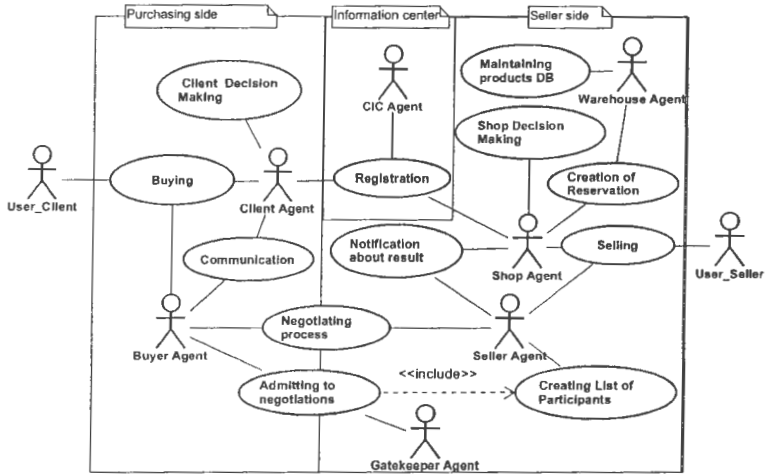 Purchasing side
Information center
Seller side
Client Decision
Making
CIC Agent
Maintaining
products DB
Warehouse Agent
Shop Decision
Making
User_Client
Buying
Client Agent
Registration
Creation of
Reservation
Communication
Notification
about result
Shop Agent
Selling
User_Seller
Buyer Agent
Negotiating
process
Seller Agent
<<include>>
Admitting to
negotiations
Creating List of
Participants
Gatekeeper Agent